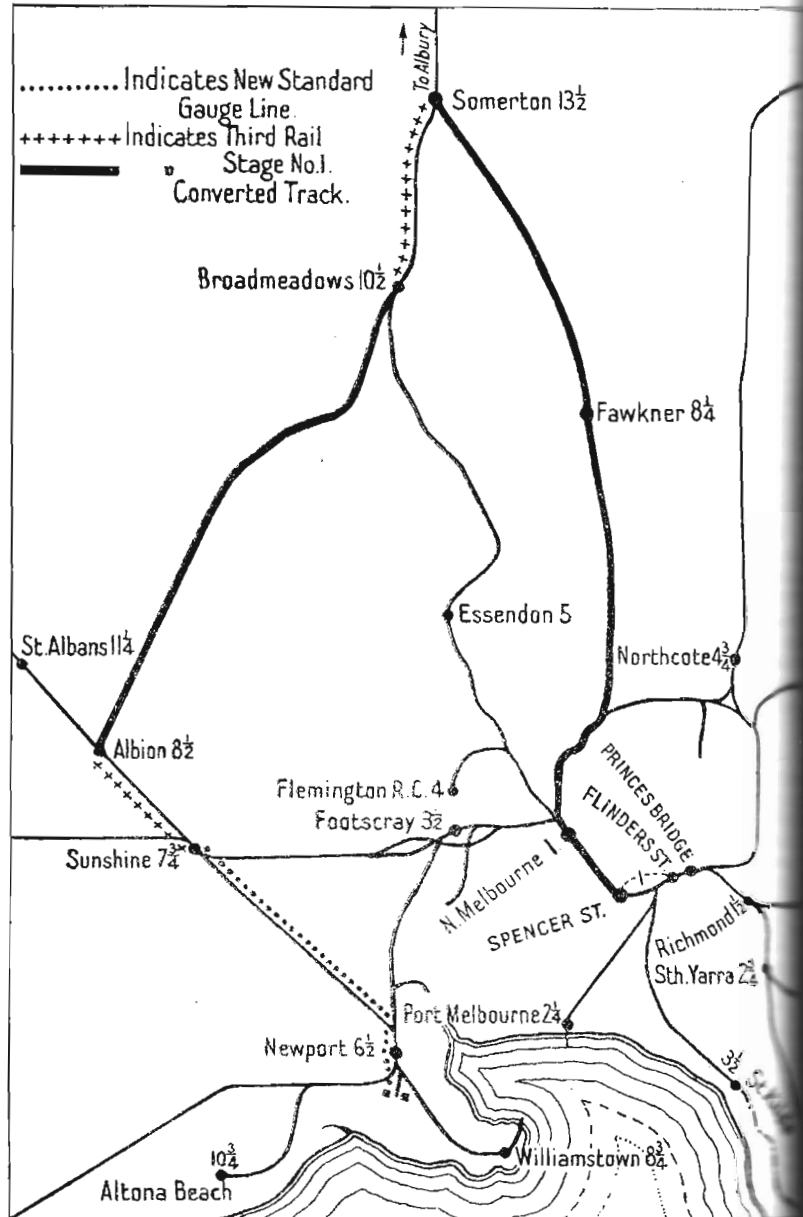 To Albury
Indicates New Standard
Gauge Line.
Indicates Third Rail
" Stage No.1.
Converted Track.
Somerton 13½
Broadmeadows 10½
Fawkner 8¼
Essendon 5
St. Albans 11¼
Northcote 4¾
Albion 8½
PRINCES BRIDGE
FLINDERS ST.
Flemington R.C. 4
Footscray 3½
Sunshine 7¾
N. Melbourne 1
SPENCER ST.
1
Richmond 1½
Sth. Yarra 2¾
Port Melbourne 2¼
Newport 6½
3½
St. Kilda
10¾
Altona Beach
Williamstown 8¾